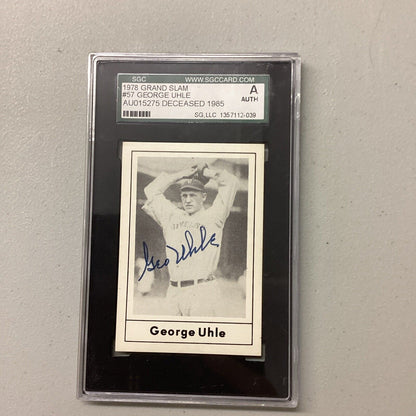 SGC WWW.SGCCARD.COM
1978 GRAND SLAM
#57 GEORGE UHLE
AU015275 DECEASED 1985
A
AUTH
SG, LLC 1357112-039
Geo Uhle
George Uhle